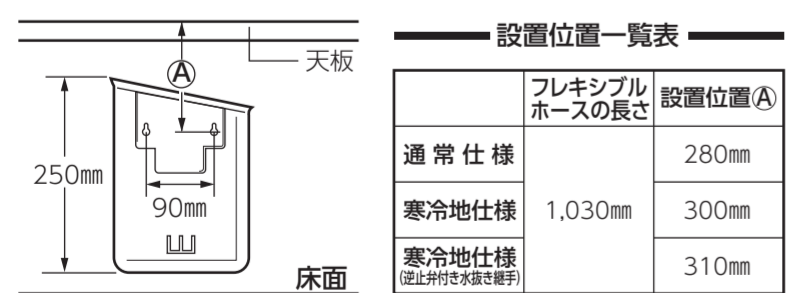 天板
Ⓐ
250㎜
90㎜
床面
設置位置一覧表
フレキシブル
ホースの長さ
設置位置Ⓐ
通常仕様
1,030㎜
280㎜
寒冷地仕様
300㎜
寒冷地仕様
(逆止弁付き水抜き継手)
310㎜